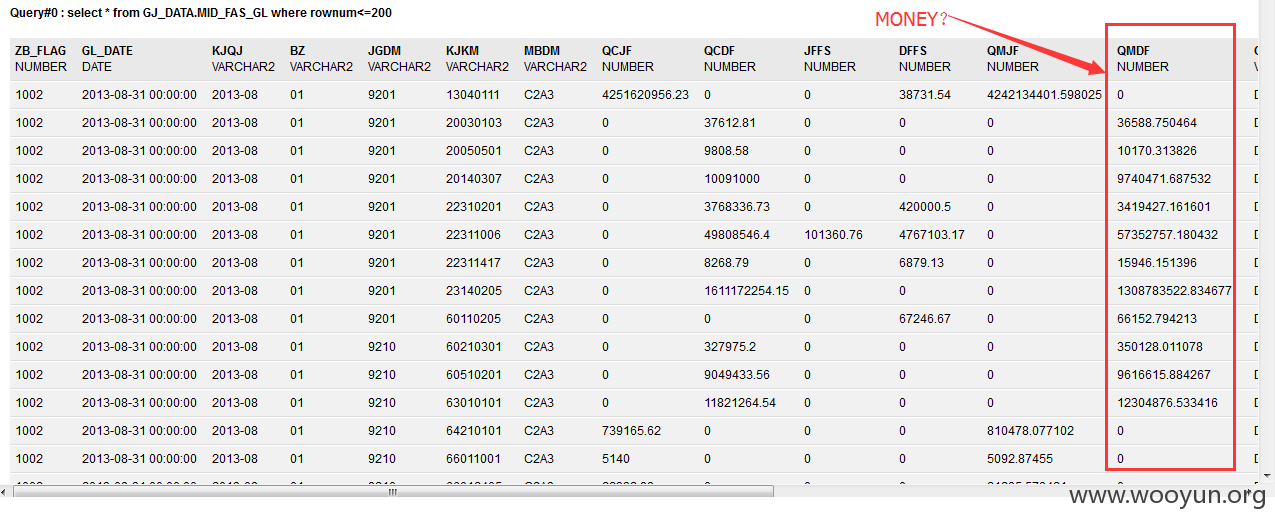 Query#0 : select * from GJ_DATA.MID_FAS_GL where rownum<=200
MONEY?
ZB_FLAG GL_DATE KJQJ BZ JGDM KJKM MBDM QCJF QCDF JFFS DFFS QMJF QMDF
NUMBER DATE VARCHAR2 VARCHAR2 VARCHAR2 VARCHAR2 VARCHAR2 NUMBER NUMBER NUMBER NUMBER NUMBER NUMBER
1002 2013-08-31 00:00:00 2013-08 01 9201 13040111 C2A3 4251620956.23 0 0 38731.54 4242134401.598025 0
1002 2013-08-31 00:00:00 2013-08 01 9201 20030103 C2A3 0 37612.81 0 0 0 36588.750464
1002 2013-08-31 00:00:00 2013-08 01 9201 20050501 C2A3 0 9808.58 0 0 0 10170.313826
1002 2013-08-31 00:00:00 2013-08 01 9201 20140307 C2A3 0 10091000 0 0 0 9740471.687532
1002 2013-08-31 00:00:00 2013-08 01 9201 22310201 C2A3 0 3768336.73 0 420000.5 0 3419427.161601
1002 2013-08-31 00:00:00 2013-08 01 9201 22311006 C2A3 0 49808546.4 101360.76 4767103.17 0 57352757.180432
1002 2013-08-31 00:00:00 2013-08 01 9201 22311417 C2A3 0 8268.79 0 6879.13 0 15946.151396
1002 2013-08-31 00:00:00 2013-08 01 9201 23140205 C2A3 0 1611172254.15 0 0 0 1308783522.834677
1002 2013-08-31 00:00:00 2013-08 01 9201 60110205 C2A3 0 0 0 67246.67 0 66152.794213
1002 2013-08-31 00:00:00 2013-08 01 9210 60210301 C2A3 0 327975.2 0 0 0 350128.011078
1002 2013-08-31 00:00:00 2013-08 01 9210 60510201 C2A3 0 9049433.56 0 0 0 9616615.884267
1002 2013-08-31 00:00:00 2013-08 01 9210 63010101 C2A3 0 11821264.54 0 0 0 12304876.533416
1002 2013-08-31 00:00:00 2013-08 01 9210 64210101 C2A3 739165.62 0 0 0 810478.077102 0
1002 2013-08-31 00:00:00 2013-08 01 9210 66011001 C2A3 5140 0 0 0 5092.87455 0
www.wooyun.org